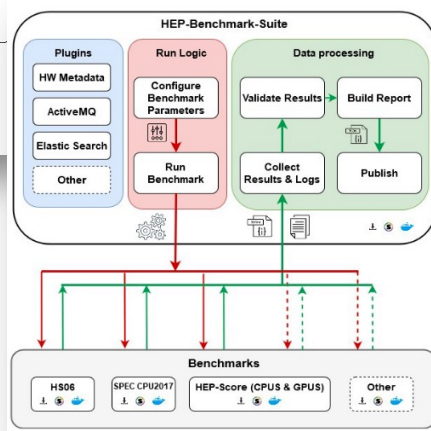 HEP-Benchmark-Suite
Plugins
HW Metadata
ActiveMQ
Elastic Search
Other
Run Logic
Configure
Benchmark
Parameters
Run
Benchmark
Data processing
Validate Results
Build Report
Collect
Results & Logs
Publish
Benchmarks
HS06
SPEC CPU2017
HEP-Score (CPUS & GPUS)
Other